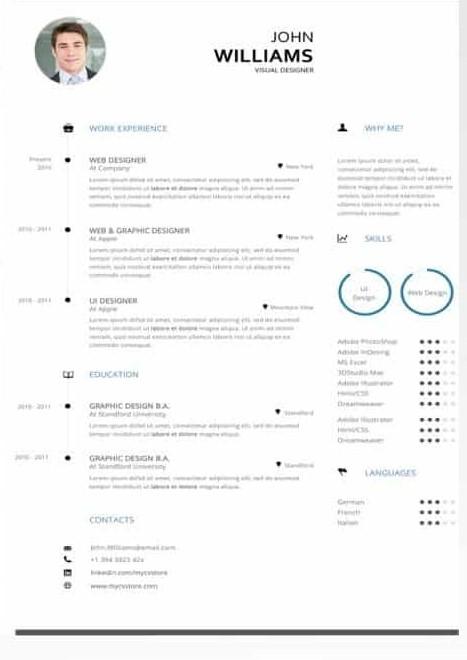 JOHN
WILLIAMS
VISUAL DESIGNER
WORK EXPERIENCE
Present
WEB DESIGNER
At Company
New York
Lorem ipsum dolor sit amet, consectetur adipiscing elit, sed do eiusmod
tempor incididunt ut labore et dolore magna aliqua. Ut enim ad minim
veniam, quis nostrud exercitation ullamco laboris nisi ut aliquip ex ea commodo
consequat.
2010 - 2011
WEB & GRAPHIC DESIGNER
At Apple
New York
Lorem ipsum dolor sit amet, consectetur adipiscing elit, sed do eiusmod
tempor incididunt ut labore et dolore magna aliqua. Ut enim ad minim
veniam, quis nostrud exercitation ullamco laboris nisi ut aliquip ex ea commodo
consequat.
2010 - 2011
UI DESIGNER
At Apple
Mountain View
Lorem ipsum dolor sit amet, consectetur adipiscing elit, sed do eiusmod
tempor incididunt ut labore et dolore magna aliqua. Ut enim ad minim
veniam, quis nostrud exercitation ullamco laboris nisi ut aliquip ex ea commodo
consequat.
EDUCATION
2010 - 2011
GRAPHIC DESIGN B.A.
At Standford University
Standford
Lorem ipsum dolor sit amet, consectetur adipiscing elit, sed do eiusmod
tempor incididunt ut labore et dolore magna aliqua.
2010 - 2011
GRAPHIC DESIGN B.A.
At Standford University
Standford
Lorem ipsum dolor sit amet, consectetur adipiscing elit, sed do eiusmod
tempor incididunt ut labore et dolore magna aliqua.
CONTACTS
John.Williams@email.com
+1 394 3823 42x
linkedin.com/mycvstore
www.mycvstore.com
WHY ME?
Lorem ipsum dolor sit amet,
consectetur adipiscing elit, sed do
eiusmod tempor incididunt ut labore
et dolore magna aliqua. Ut enim ad
minim veniam, quis nostrud exercitation
ullamco laboris nisi ut aliquip ex ea
commodo consequat.
SKILLS
UI
Design
Web Design
Adobe PhotoShop
Adobe InDesing
MS Excel
3DStudio Max
Adobe Illustrator
Html/CSS
Dreamweaver
Adobe Illustrator
Html/CSS
Dreamweaver
LANGUAGES
German
French
Italian